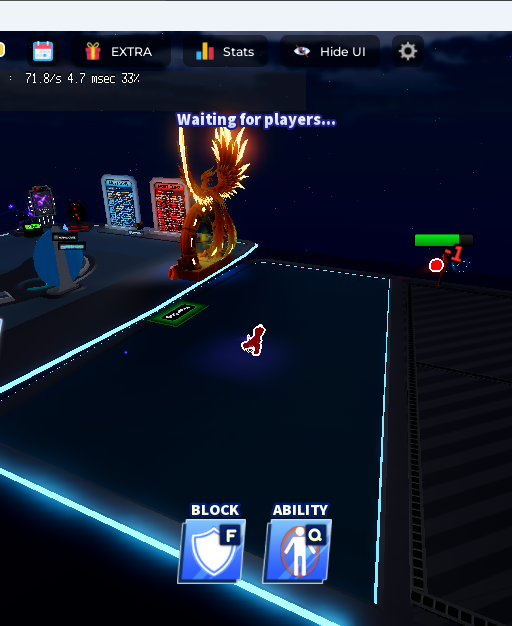 EXTRA
Stats
Hide UI
: 71.8/s 4.7 msec 33%
Waiting for players...
-1
BLOCK
ABILITY
F
Q